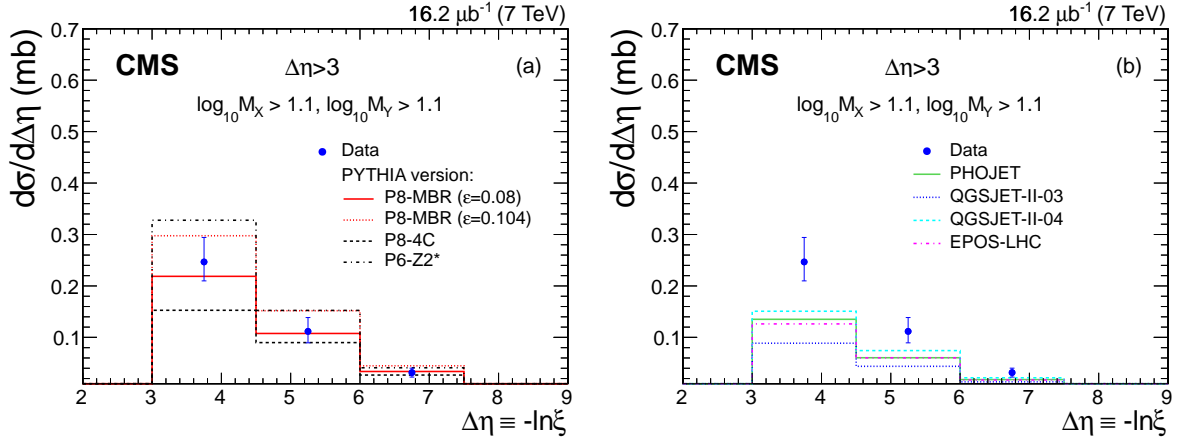 16.2 μb⁻¹ (7 TeV)
CMS
Δη>3
(a)
log₁₀M_X > 1.1, log₁₀M_Y > 1.1
Data
PYTHIA version:
P8-MBR (ε=0.08)
P8-MBR (ε=0.104)
P8-4C
P6-Z2*
dσ/dΔη (mb)
0.7
0.6
0.5
0.4
0.3
0.2
0.1
2 3 4 5 6 7 8 9
Δη ≡ -lnξ
16.2 μb⁻¹ (7 TeV)
CMS
Δη>3
(b)
log₁₀M_X > 1.1, log₁₀M_Y > 1.1
Data
PHOJET
QGSJET-II-03
QGSJET-II-04
EPOS-LHC
dσ/dΔη (mb)
0.7
0.6
0.5
0.4
0.3
0.2
0.1
2 3 4 5 6 7 8 9
Δη ≡ -lnξ